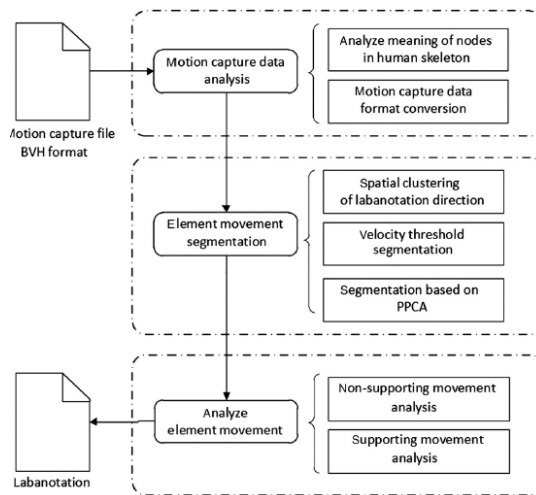 Motion capture file
BVH format
Motion capture data
analysis
Analyze meaning of nodes
in human skeleton
Motion capture data
format conversion
Element movement
segmentation
Spatial clustering
of labanotation direction
Velocity threshold
segmentation
Segmentation based on
PPCA
Analyze
element movement
Non-supporting movement
analysis
Supporting movement
analysis
Labanotation